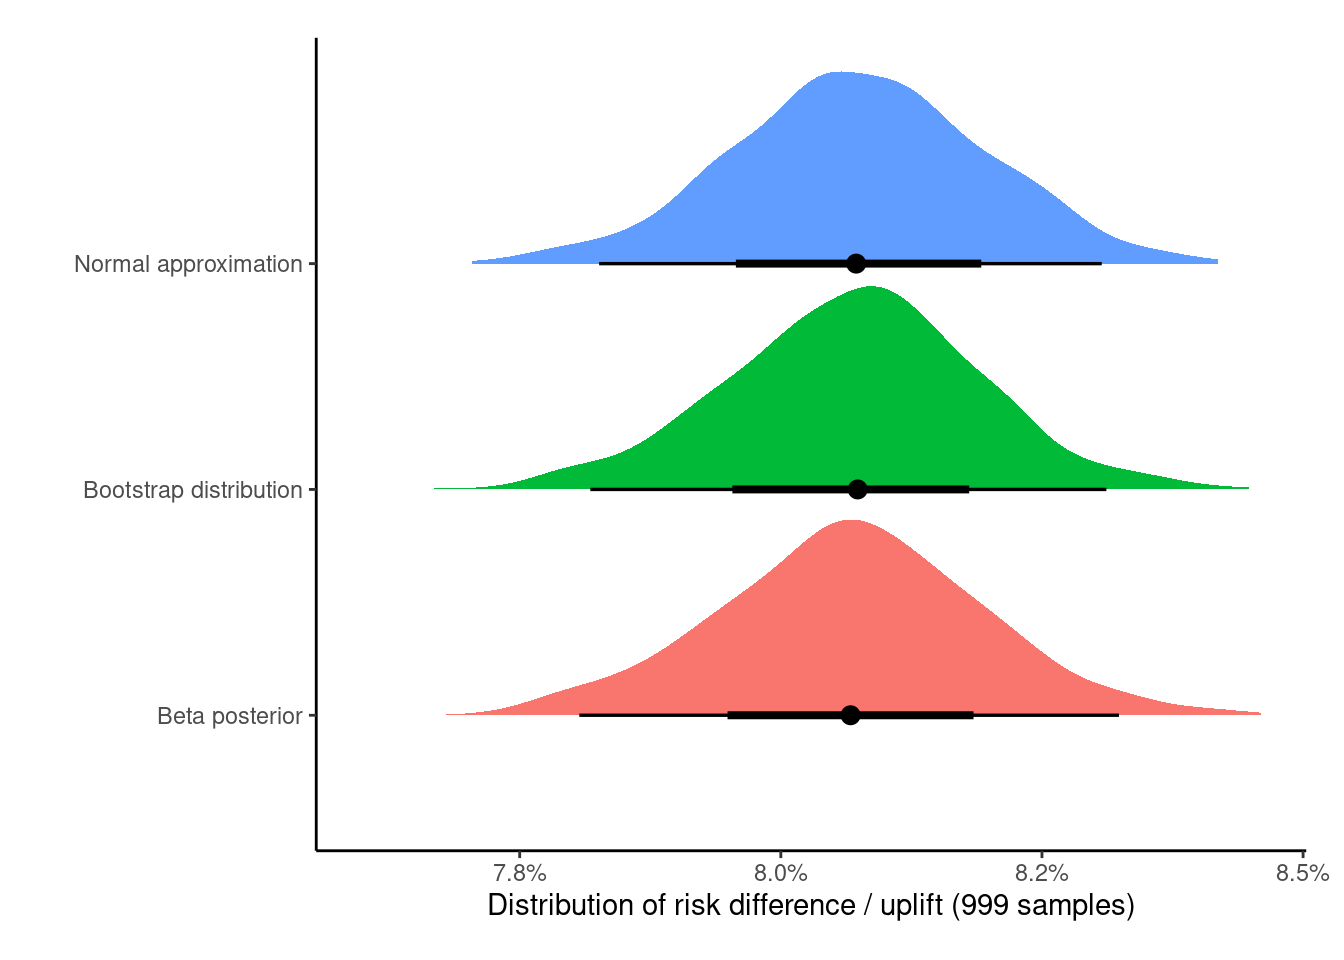 Normal approximation
Bootstrap distribution
Beta posterior
7.8% 8.0% 8.2% 8.5%
Distribution of risk difference / uplift (999 samples)